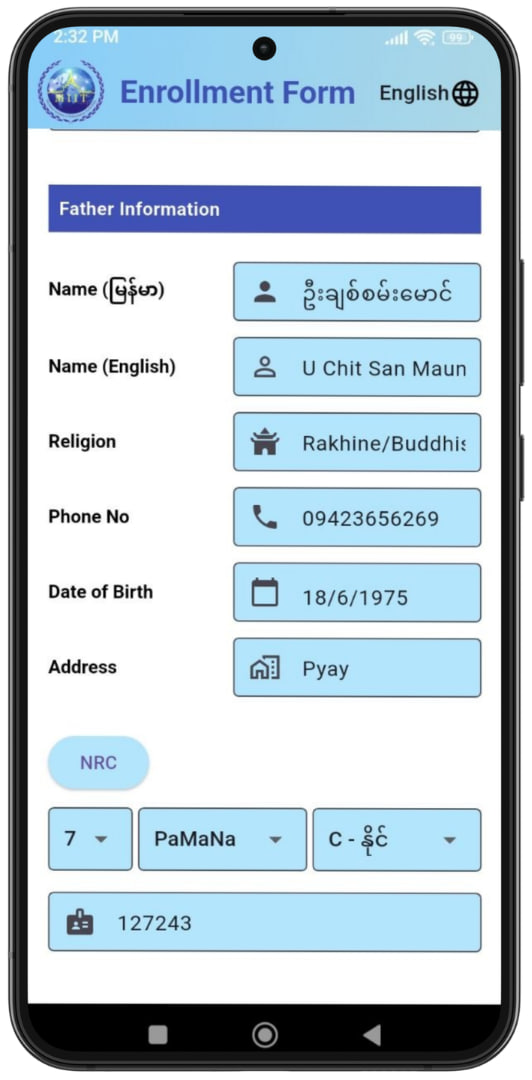 2:32 PM 99
Enrollment Form English
Father Information
Name (မြန်မာ) ဦးချစ်စမ်းမောင်
Name (English) U Chit San Maun
Religion Rakhine/Buddhis
Phone No 09423656269
Date of Birth 18/6/1975
Address Pyay
NRC
7 PaMaNa C - နိုင်
127243